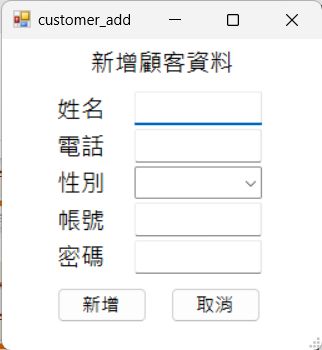 customer_add
新增顧客資料
姓名
電話
性別
帳號
密碼
新增 取消